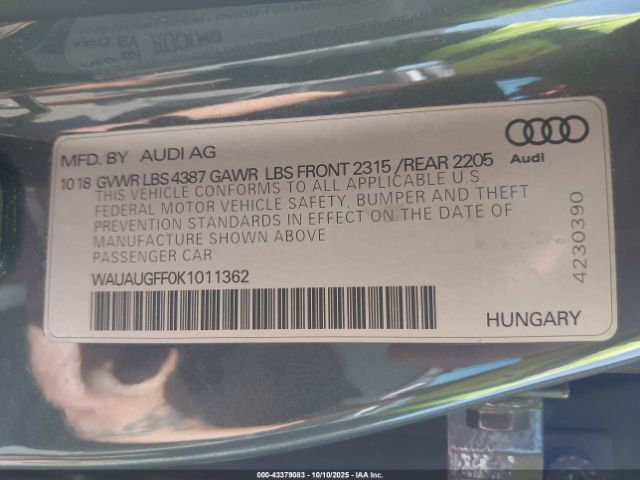 MFD. BY AUDI AG
Audi
10 18 GVWR LBS 4387 GAWR LBS FRONT 2315 /REAR 2205
THIS VEHICLE CONFORMS TO ALL APPLICABLE U.S.
FEDERAL MOTOR VEHICLE SAFETY, BUMPER AND THEFT
PREVENTION STANDARDS IN EFFECT ON THE DATE OF
MANUFACTURE SHOWN ABOVE
PASSENGER CAR
WAUAUGFF0K1011362
HUNGARY
4230390
000-43379083 - 10/10/2025 - IAA Inc.